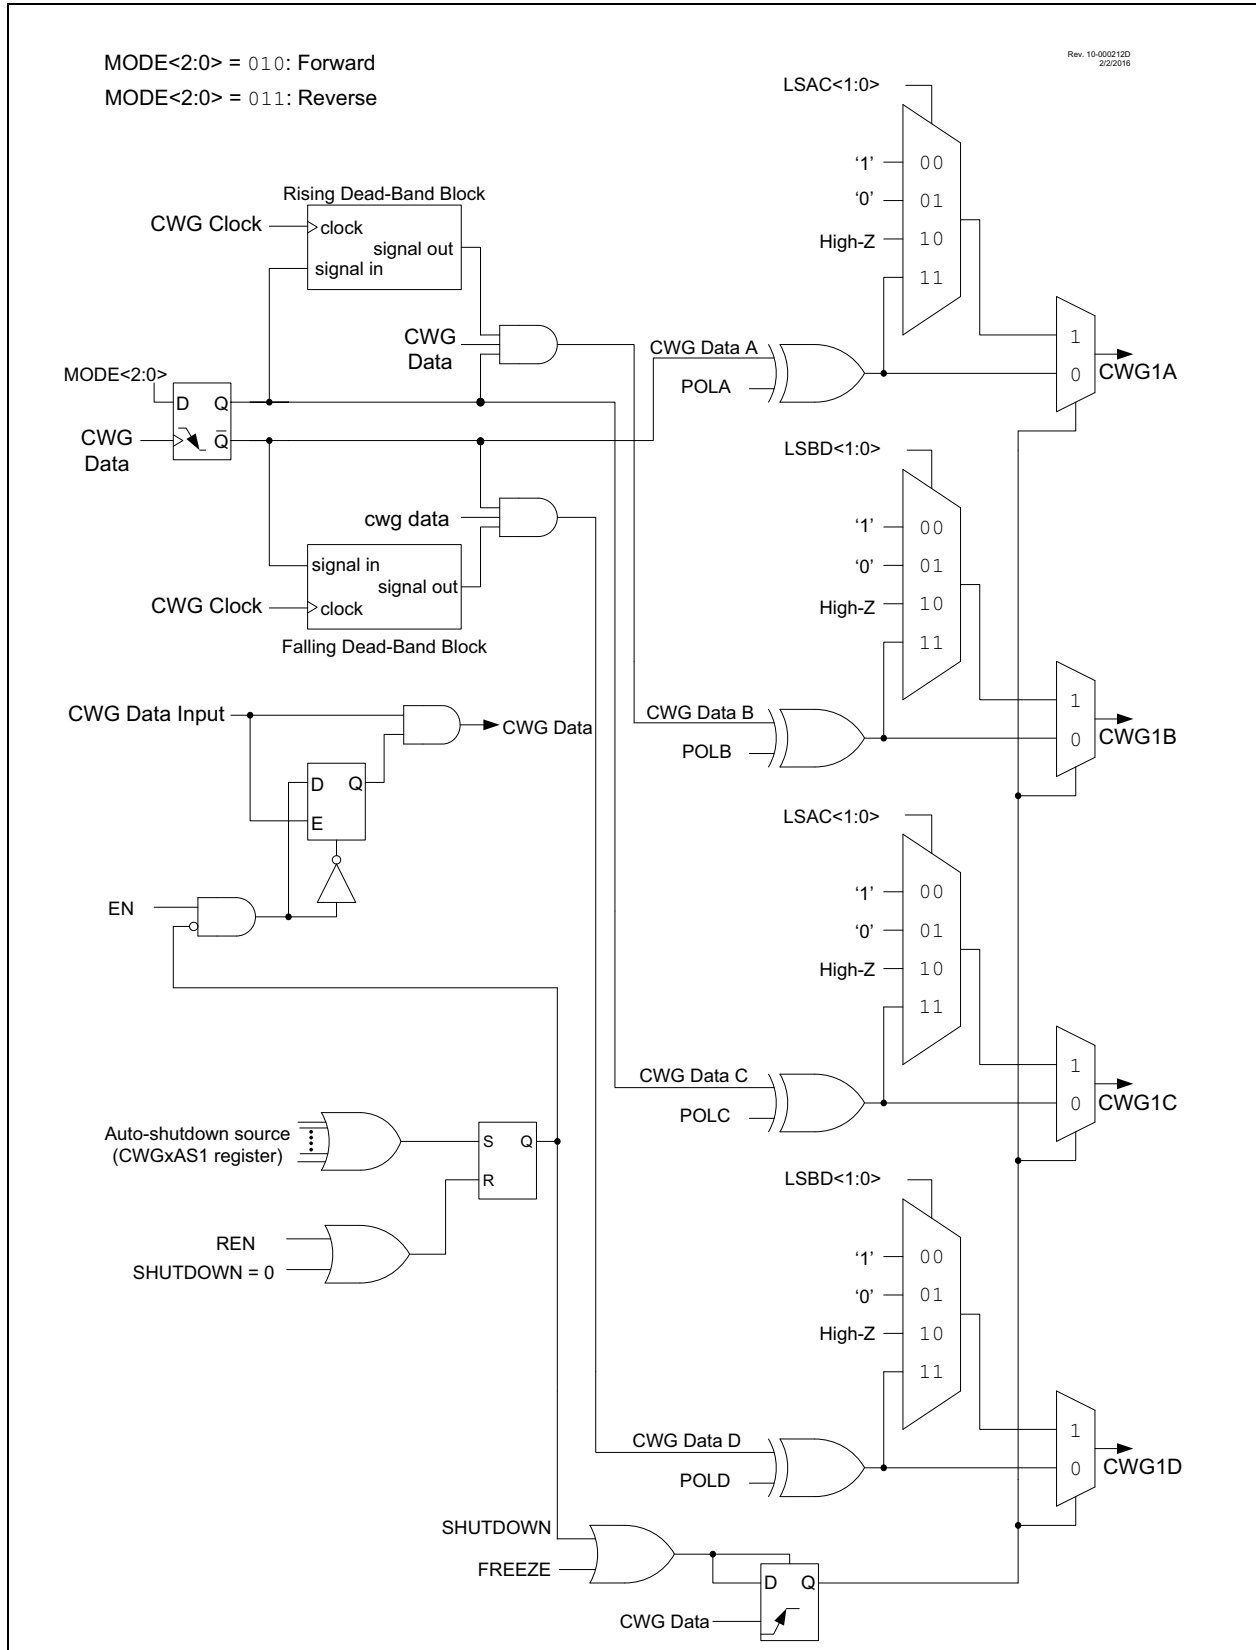 MODE<2:0> = 010: Forward
MODE<2:0> = 011: Reverse
Rev. 10-000212D
2/2/2016
LSAC<1:0>
'1' 00
'0' 01
High-Z 10
11
Rising Dead-Band Block
CWG Clock
clock
signal out
signal in
CWG
Data
MODE<2:0>
D Q
Q
CWG
Data
CWG Data A
POLA
1
0
CWG1A
cwg data
signal in
signal out
CWG Clock
clock
Falling Dead-Band Block
LSBD<1:0>
'1' 00
'0' 01
High-Z 10
11
CWG Data B
POLB
1
0
CWG1B
CWG Data Input
CWG Data
D Q
E
EN
LSAC<1:0>
'1' 00
'0' 01
High-Z 10
11
CWG Data C
POLC
1
0
CWG1C
Auto-shutdown source
(CWGxAS1 register)
S Q
R
REN
SHUTDOWN = 0
LSBD<1:0>
'1' 00
'0' 01
High-Z 10
11
CWG Data D
POLD
1
0
CWG1D
SHUTDOWN
FREEZE
D Q
CWG Data